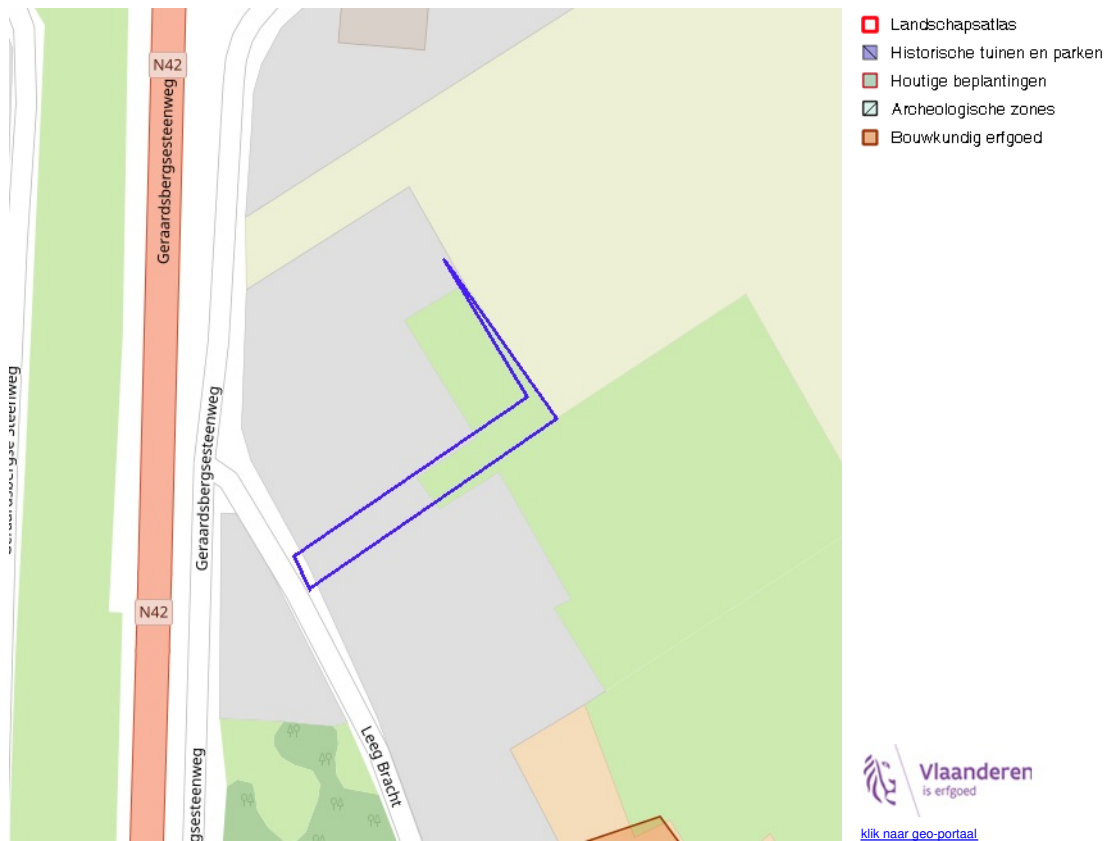 N42
Geraardsbergsesteenweg
Geraardsbergsesteenweg
N42
Leeg Bracht
Landschapsatlas
Historische tuinen en parken
Houtige beplantingen
Archeologische zones
Bouwkundig erfgoed
Vlaanderen
is erfgoed
klik naar geo-portaal